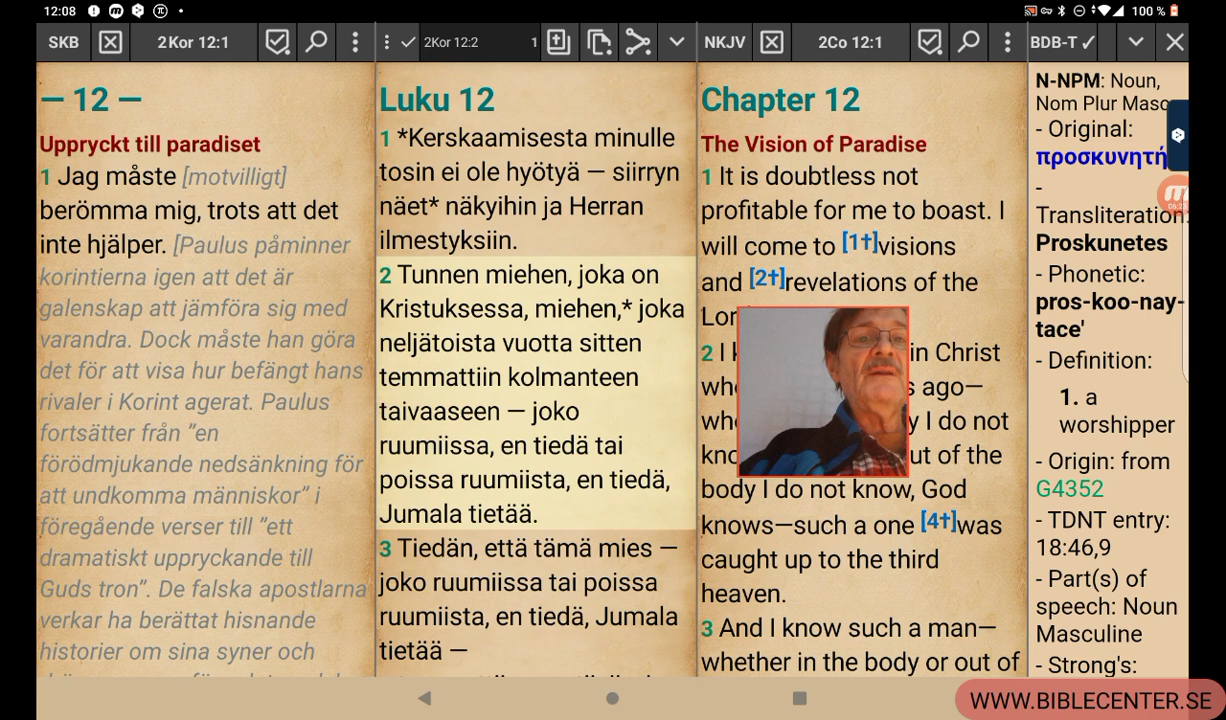 12:08
100 %
SKB
2 Kor 12:1
2Kor 12:2
1
NKJV
2Co 12:1
BDB-T ✓
— 12 —
Uppryckt till paradiset
1 Jag måste [motvilligt]
berömma mig, trots att det
inte hjälper. [Paulus påminner
korintierna igen att det är
galenskap att jämföra sig med
varandra. Dock måste han göra
det för att visa hur befängt hans
rivaler i Korint agerat. Paulus
fortsätter från ”en
förödmjukande nedsänkning för
att undkomma människor” i
föregående verser till ”ett
dramatiskt uppryckande till
Guds tron”. De falska apostlarna
verkar ha berättat hisnande
historier om sina syner och
Luku 12
1 *Kerskaamisesta minulle
tosin ei ole hyötyä — siirryn
näet* näkyihin ja Herran
ilmestyksiin.
2 Tunnen miehen, joka on
Kristuksessa, miehen,* joka
neljätoista vuotta sitten
temmattiin kolmanteen
taivaaseen — joko
ruumiissa, en tiedä tai
poissa ruumiista, en tiedä,
Jumala tietää.
3 Tiedän, että tämä mies —
joko ruumiissa tai poissa
ruumiista, en tiedä, Jumala
tietää —
Chapter 12
The Vision of Paradise
1 It is doubtless not
profitable for me to boast. I
will come to [1†]visions
and [2†]revelations of the
2 I in Christ
ago—
I do not
of the
body I do not know, God
knows—such a one [4†]was
caught up to the third
heaven.
3 And I know such a man—
whether in the body or out of
N-NPM: Noun,
Nom Plur Masc
- Original:
προσκυνητή
-
Transliteration:
Proskunetes
- Phonetic:
pros-koo-nay-
tace'
- Definition:
1. a
worshipper
- Origin: from
G4352
- TDNT entry:
18:46,9
- Part(s) of
speech: Noun
Masculine
- Strong's:
WWW.BIBLECENTER.SE